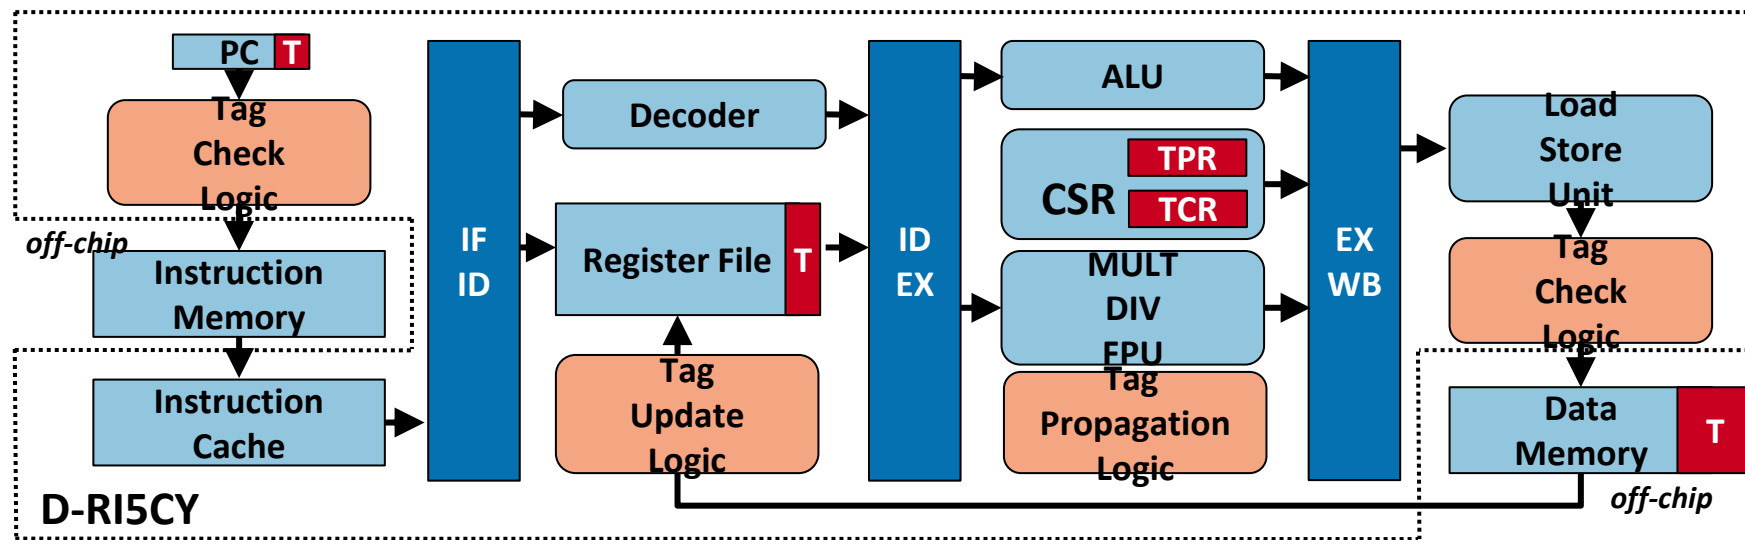 PC T
Tag
Check
Logic
off-chip
Instruction
Memory
Instruction
Cache
D-RI5CY
IF
ID
Decoder
Register File T
Tag
Update
Logic
ID
EX
ALU
CSR
TPR
TCR
MULT
DIV
FPU
Tag
Propagation
Logic
EX
WB
Load
Store
Unit
Tag
Check
Logic
Data
Memory
T
off-chip